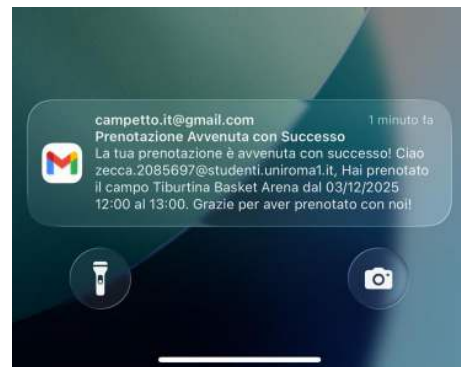 campetto.it@gmail.com 1 minuto fa
Prenotazione Avvenuta con Successo
La tua prenotazione è avvenuta con successo! Ciao
zecca.2085697@studenti.uniroma1.it, Hai prenotato
il campo Tiburtina Basket Arena dal 03/12/2025
12:00 al 13:00. Grazie per aver prenotato con noi!